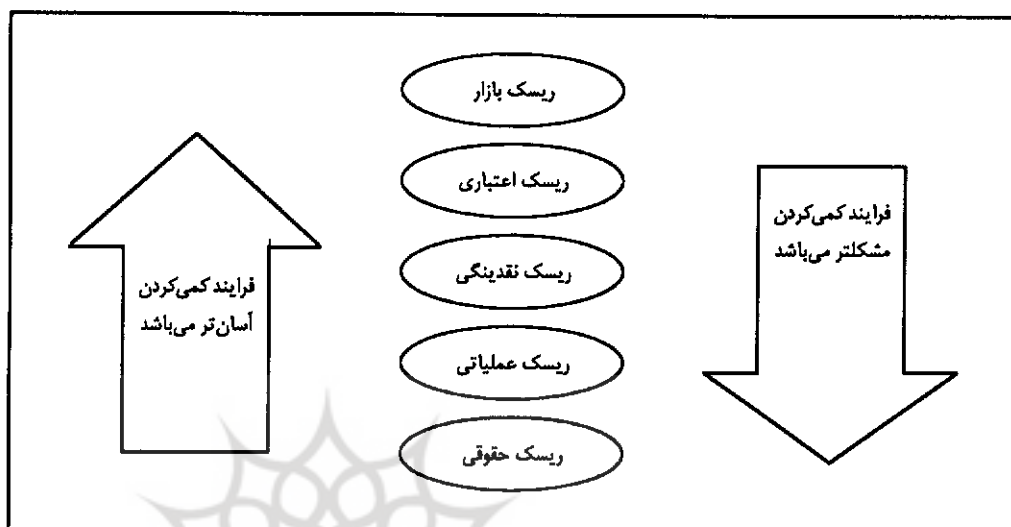 ریسک بازار
ریسک اعتباری
فرایند کمی‌کردن
مشکلتر می‌باشد
ریسک نقدینگی
فرایند کمی‌کردن
آسان‌تر می‌باشد
ریسک عملیاتی
ریسک حقوقی